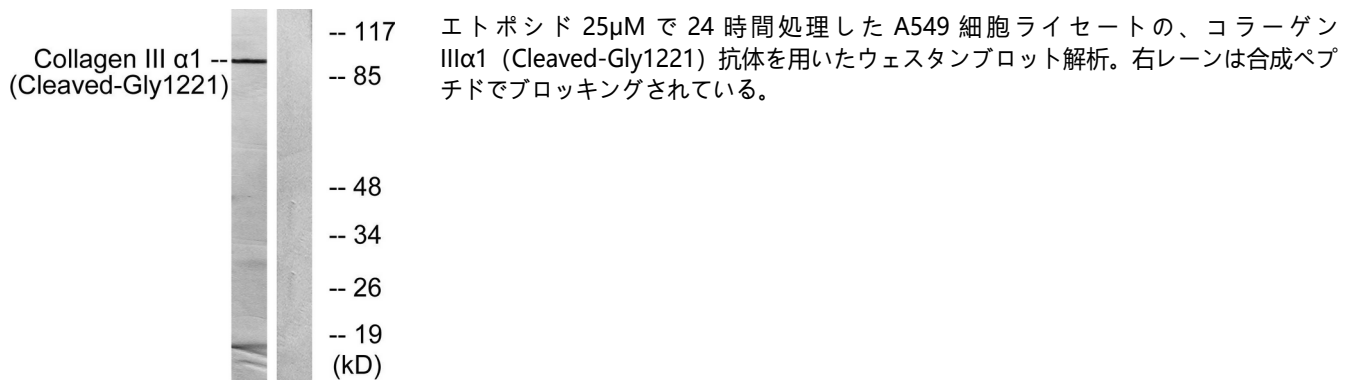 Collagen III α1 --
(Cleaved-Gly1221)
-- 117
-- 85
-- 48
-- 34
-- 26
-- 19
(kD)
エトポシド 25μM で 24 時間処理した A549 細胞ライセートの、コラーゲン
IIIα1（Cleaved-Gly1221）抗体を用いたウェスタンブロット解析。右レーンは合成ペプ
チドでブロッキングされている。